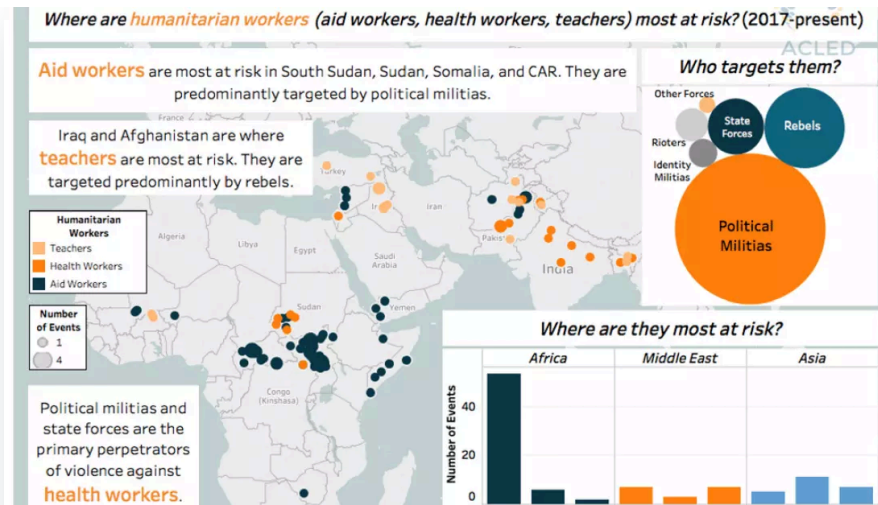 Where are humanitarian workers (aid workers, health workers, teachers) most at risk? (2017-present)
ACLED
Aid workers are most at risk in South Sudan, Sudan, Somalia, and CAR. They are
predominantly targeted by political militias.
Who targets them?
Other Forces
State
Forces
Rebels
Rioters
Identity
Militias
Political
Militias
Iraq and Afghanistan are where
teachers are most at risk. They are
targeted predominantly by rebels.
France
Turkey
Iran
Algeria
Libya
Egypt
Saudi
Arabia
India
Sudan
Yemen
Congo
(Kinshasa)
Humanitarian
Workers
Teachers
Health Workers
Aid Workers
Number
of Events
1
4
Political militias and
state forces are the
primary perpetrators
of violence against
health workers.
Where are they most at risk?
Africa
Middle East
Asia
Number of Events
40
20
0